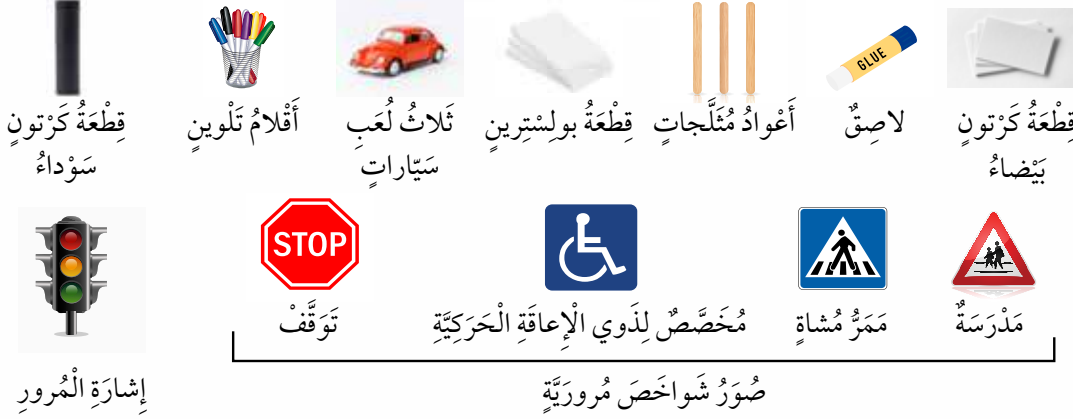 GLUE
قِطْعَةُ كَرْتونٍ بَيْضاءُ
لاصِقٌ
أَعْوادُ مُثَلَّجاتٍ
قِطْعَةُ بولِسْتِرينٍ
ثَلاثُ لُعَبِ سَيّاراتٍ
أَقْلامُ تَلْوينٍ
قِطْعَةُ كَرْتونٍ سَوْداءُ
STOP
مَدْرَسَةٌ
مَمَرُّ مُشاةٍ
مُخَصَّصٌ لِذَوي الْإِعاقَةِ الْحَرَكِيَّةِ
تَوَقَّفْ
صُوَرُ شَواخَصَ مُرورَيَّةٍ
إِشارَةِ الْمُرورِ